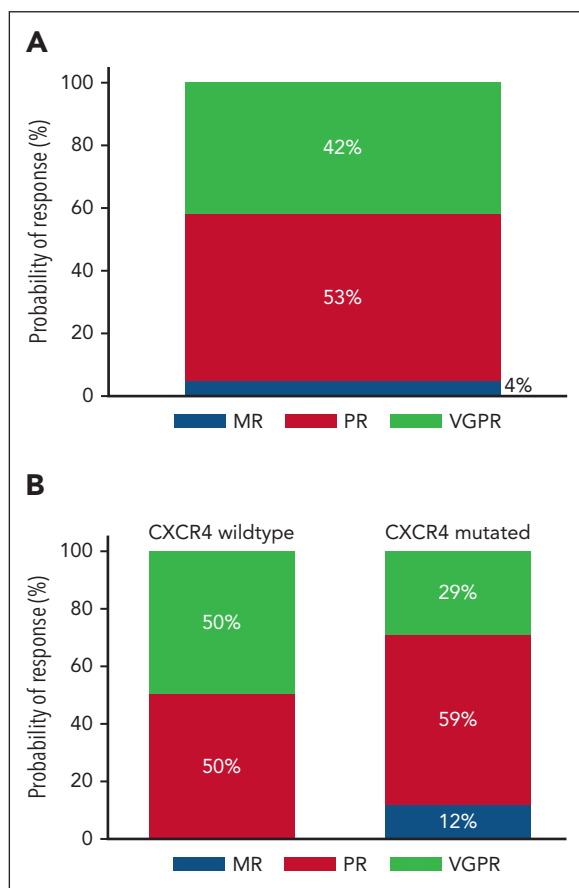 A
Probability of response (%)
100
80
60
40
20
0
42%
53%
4%
MR PR VGPR
B
Probability of response (%)
CXCR4 wildtype CXCR4 mutated
100
80
60
40
20
0
50%
50%
29%
59%
12%
MR PR VGPR